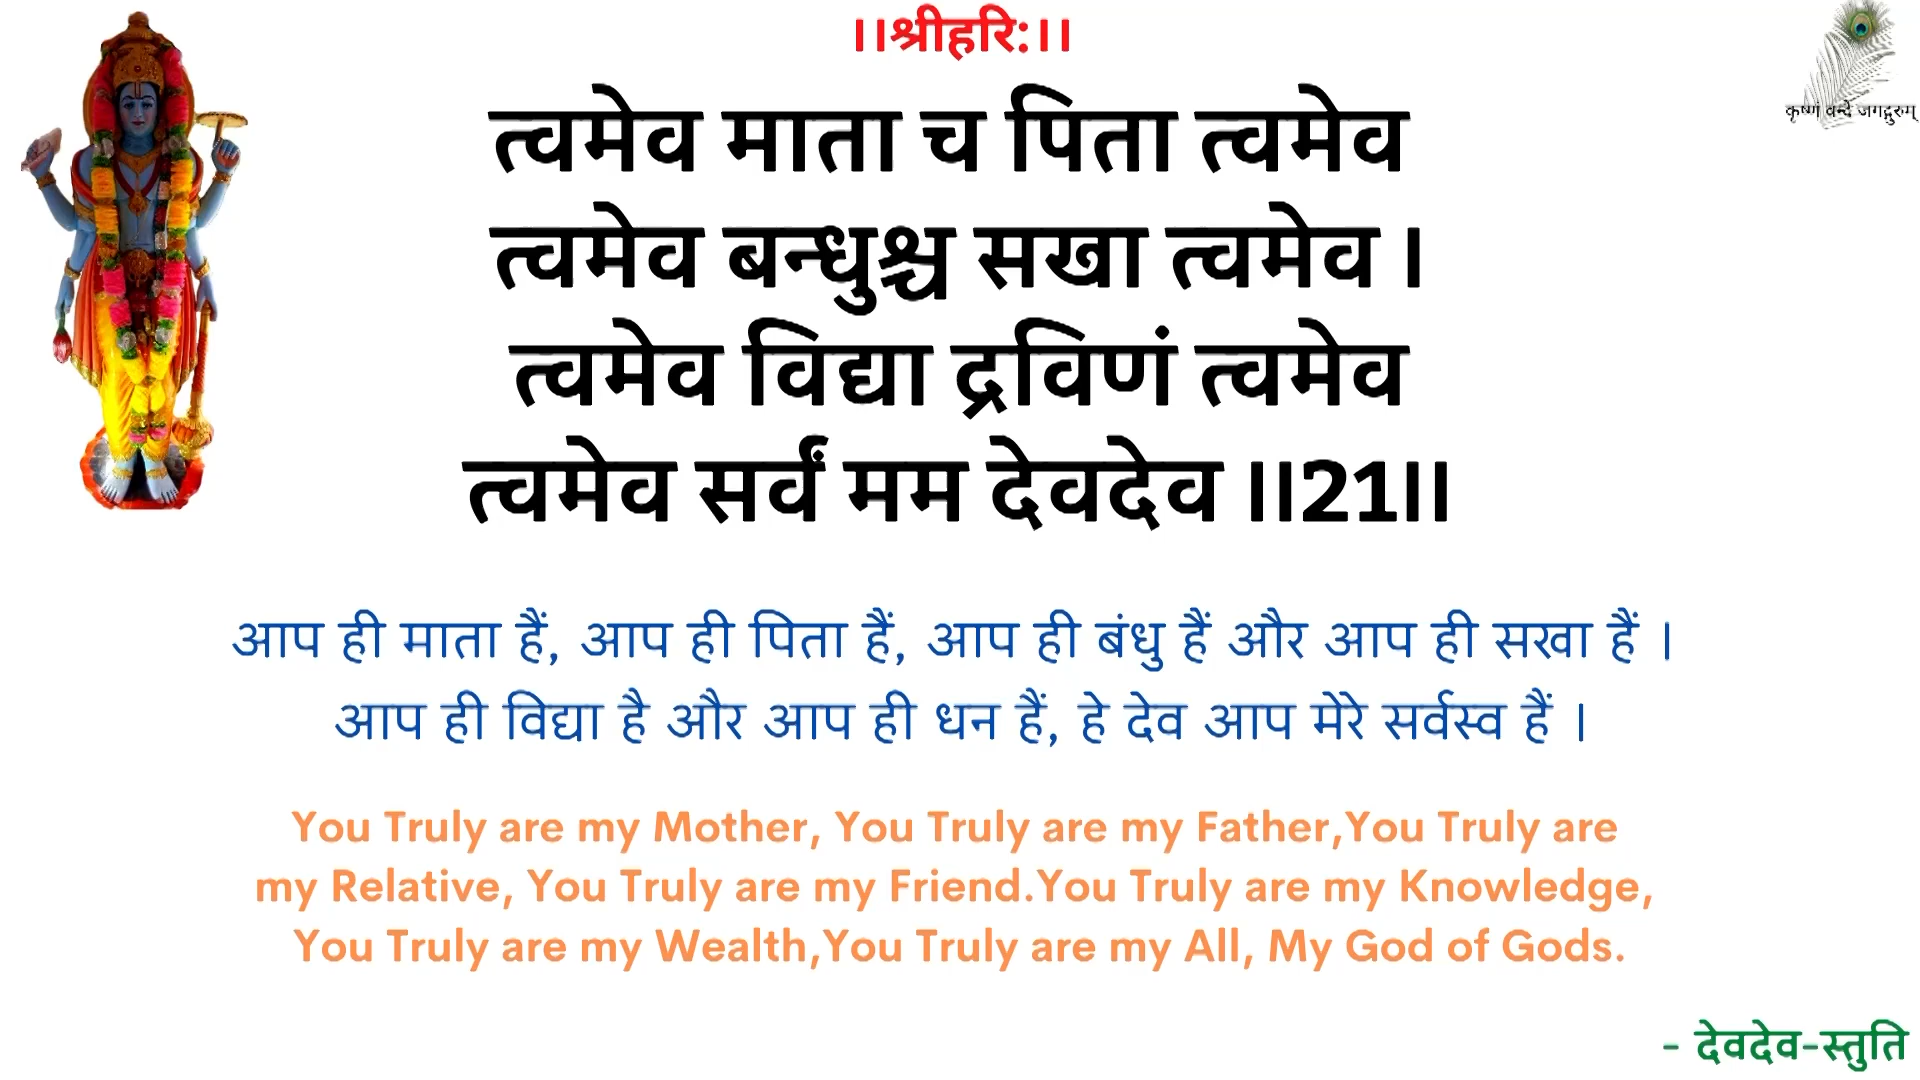 ।।श्रीहरि:।।
कृष्णं वन्दे जगद्गुरुम्
त्वमेव माता च पिता त्वमेव
त्वमेव बन्धुश्च सखा त्वमेव ।
त्वमेव विद्या द्रविणं त्वमेव
त्वमेव सर्वं मम देवदेव ।।21।।
आप ही माता हैं, आप ही पिता हैं, आप ही बंधु हैं और आप ही सखा हैं ।
आप ही विद्या है और आप ही धन हैं, हे देव आप मेरे सर्वस्व हैं ।
You Truly are my Mother, You Truly are my Father,You Truly are
my Relative, You Truly are my Friend.You Truly are my Knowledge,
You Truly are my Wealth,You Truly are my All, My God of Gods.
- देवदेव-स्तुति